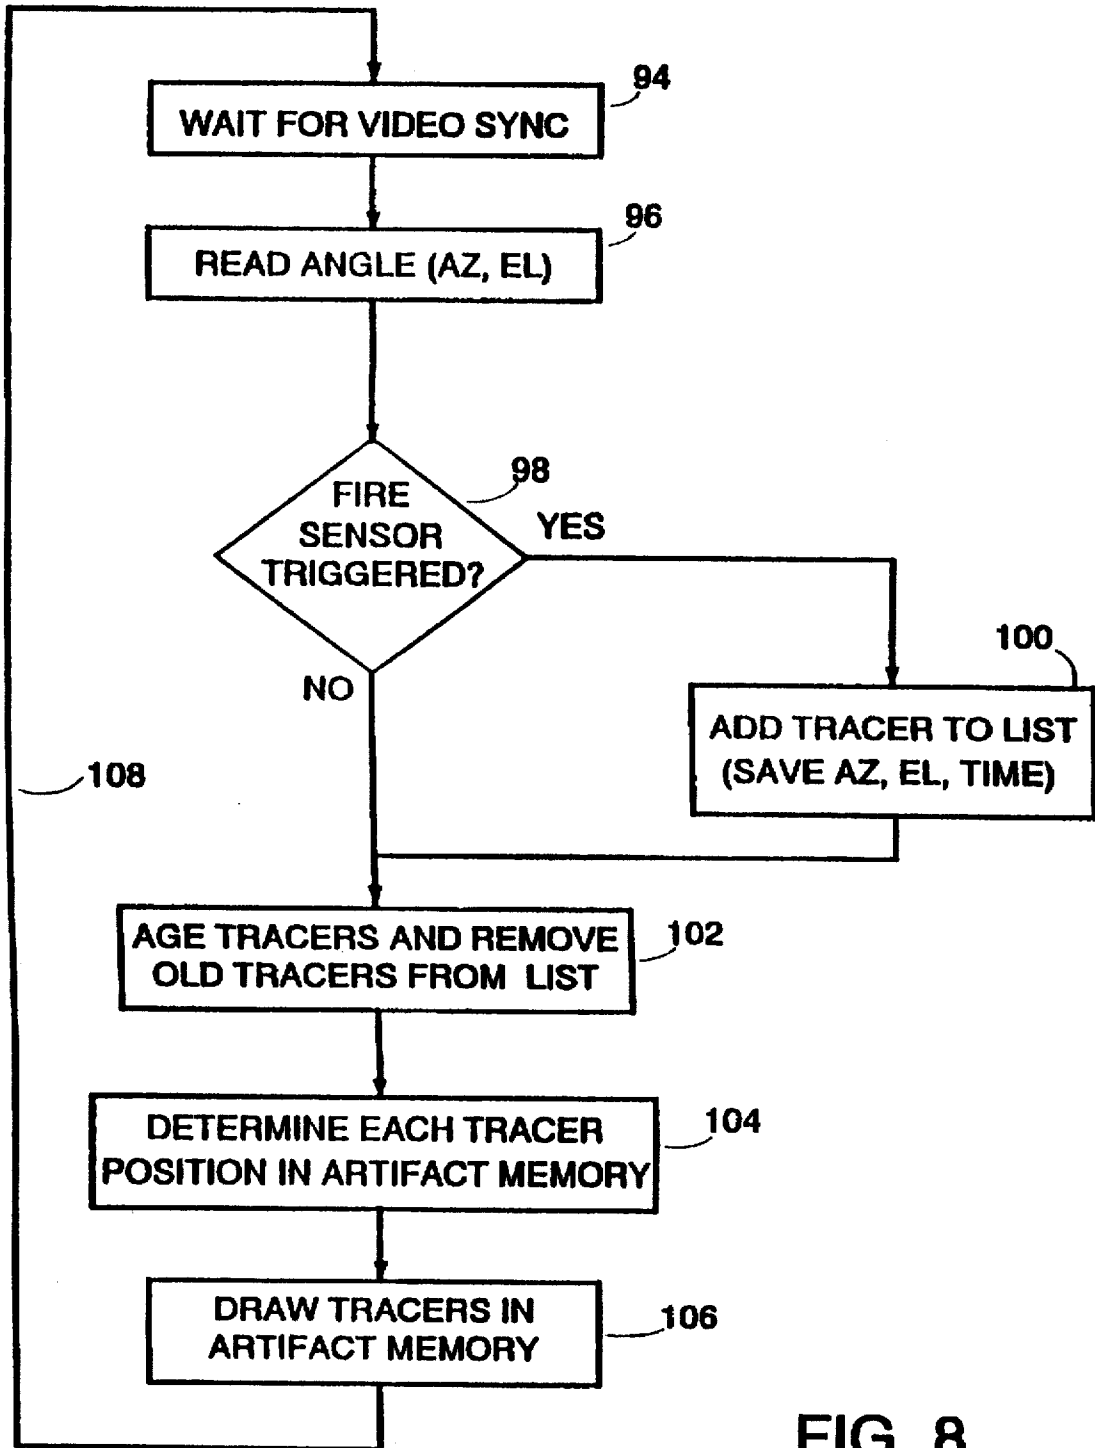 94
WAIT FOR VIDEO SYNC
96
READ ANGLE (AZ, EL)
98
FIRE
SENSOR
TRIGGERED?
YES
NO
100
ADD TRACER TO LIST
(SAVE AZ, EL, TIME)
108
102
AGE TRACERS AND REMOVE
OLD TRACERS FROM LIST
104
DETERMINE EACH TRACER
POSITION IN ARTIFACT MEMORY
106
DRAW TRACERS IN
ARTIFACT MEMORY
FIG. 8